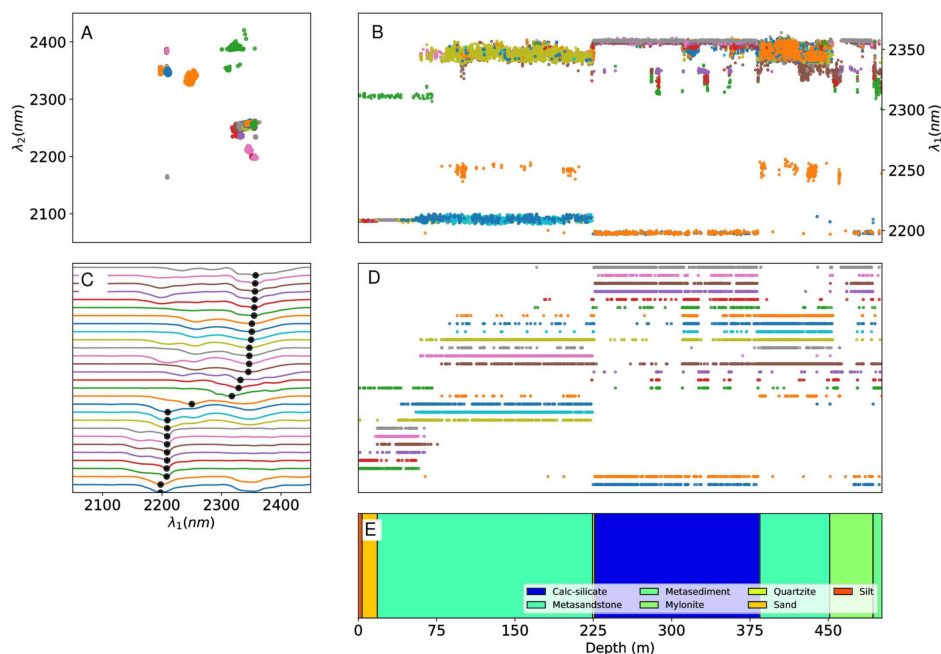 A
2400
2300
2200
2100
λ₂(nm)
B
2350
2300
2250
2200
λ₁(nm)
C
2100 2200 2300 2400
λ₁(nm)
D
E
Calc-silicate Metasediment Quartzite Silt
Metasandstone Mylonite Sand
0 75 150 225 300 375 450
Depth (m)